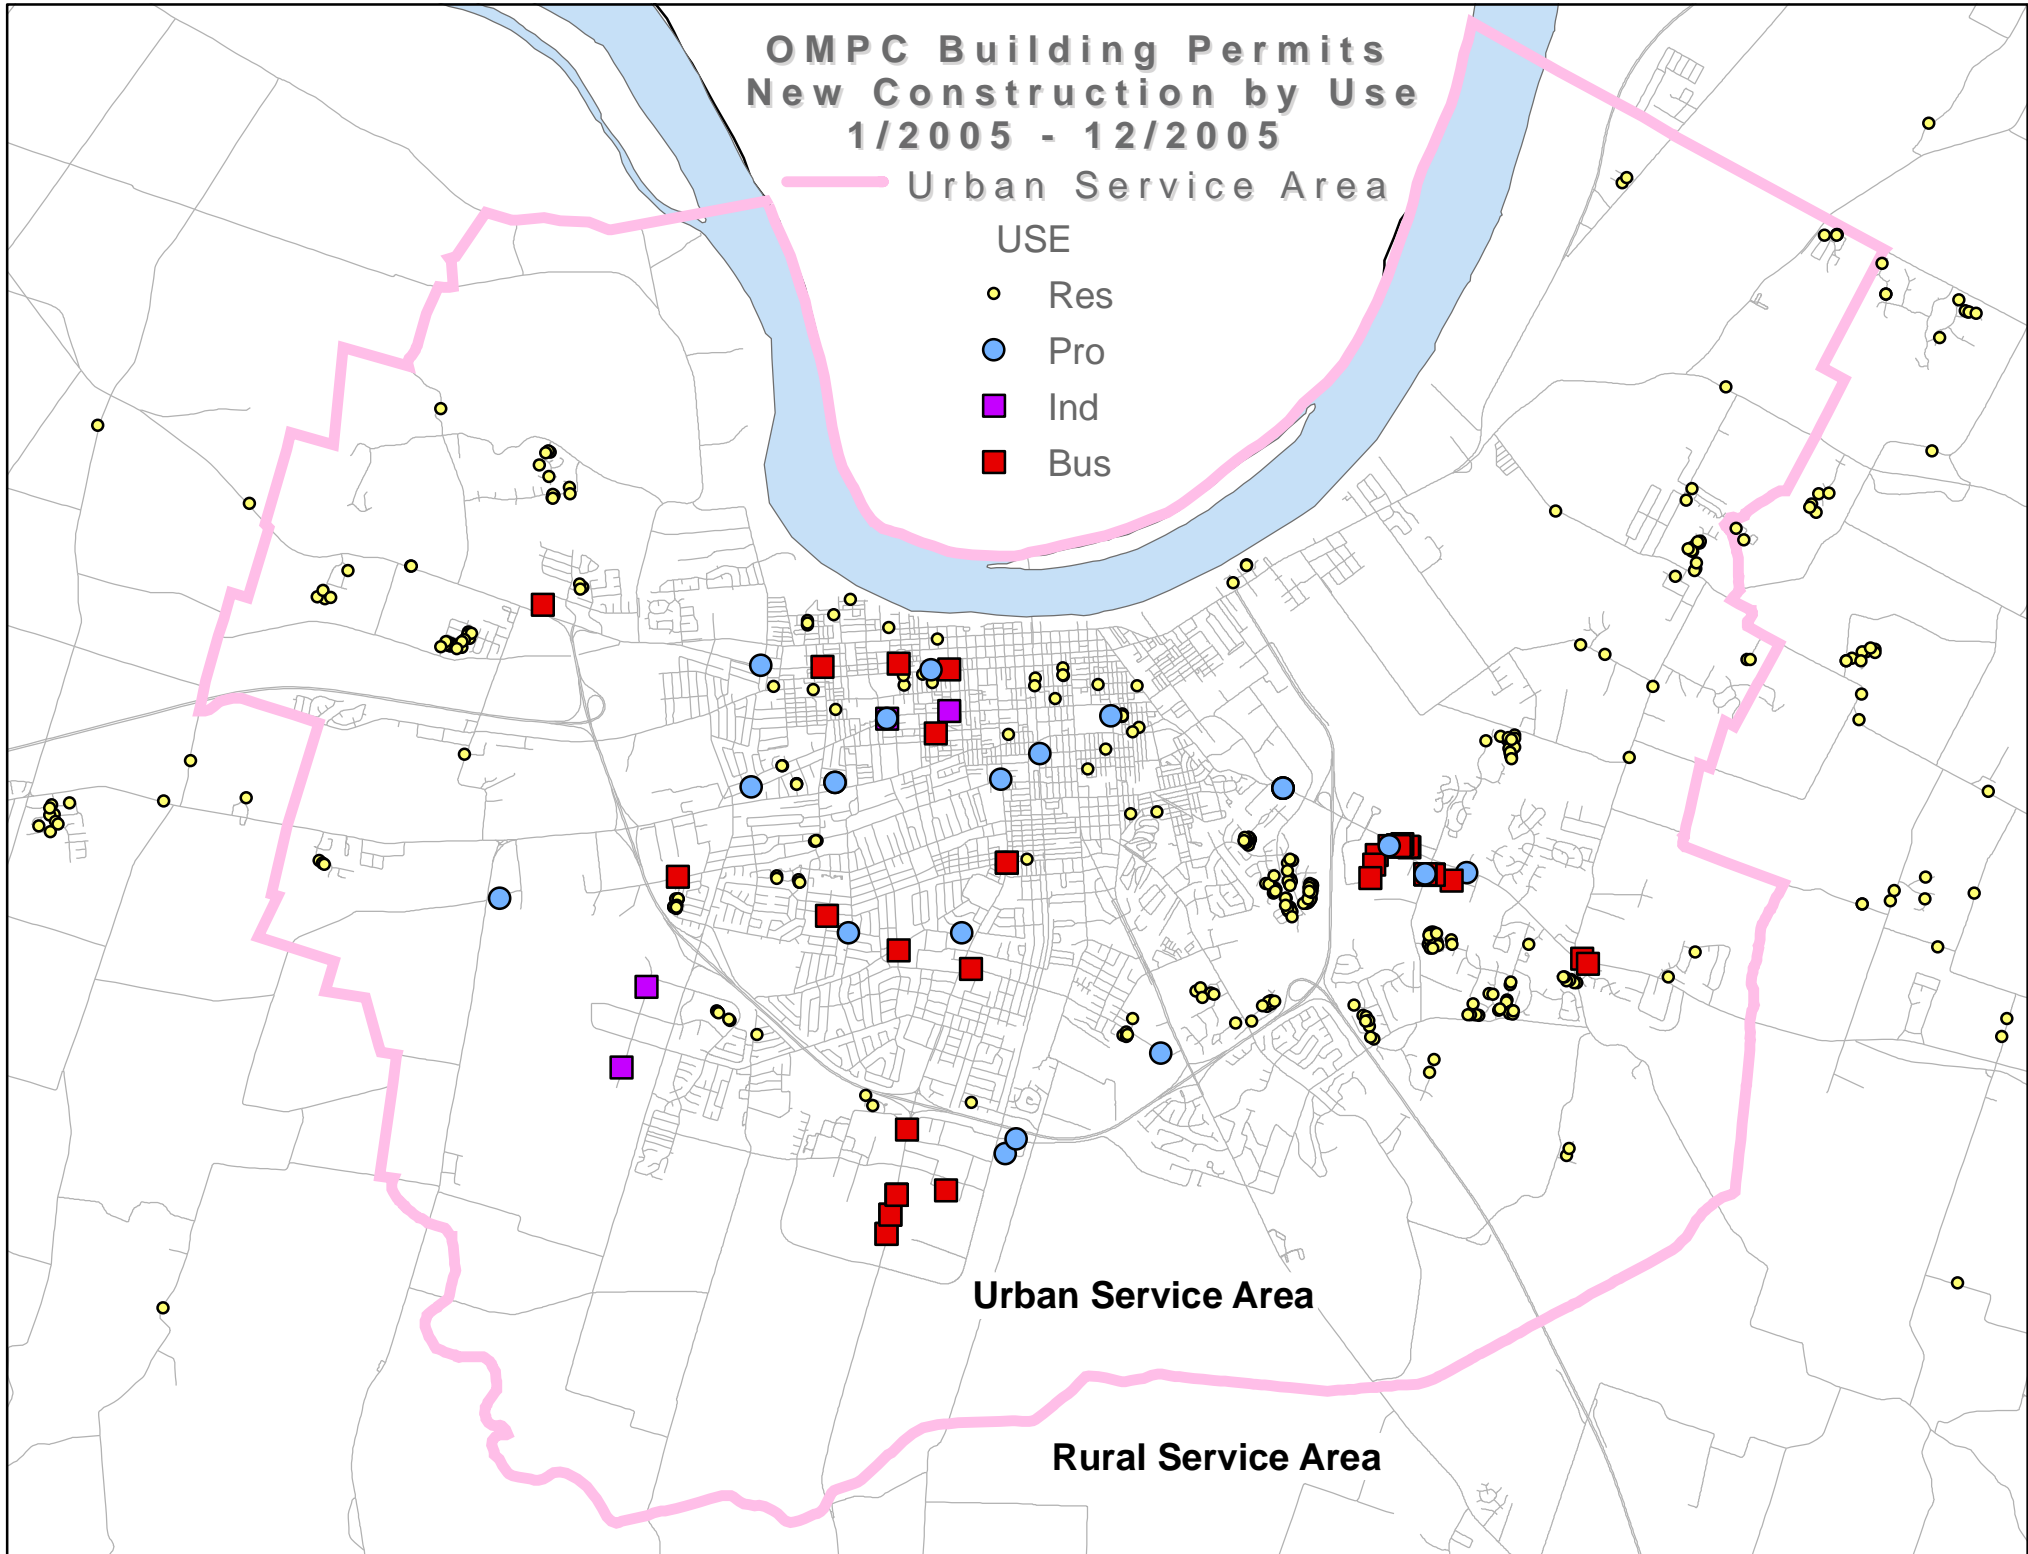 OMPC Building Permits
New Construction by Use
1/2005 - 12/2005
Urban Service Area
USE
Res
Pro
Ind
Bus
Urban Service Area
Rural Service Area